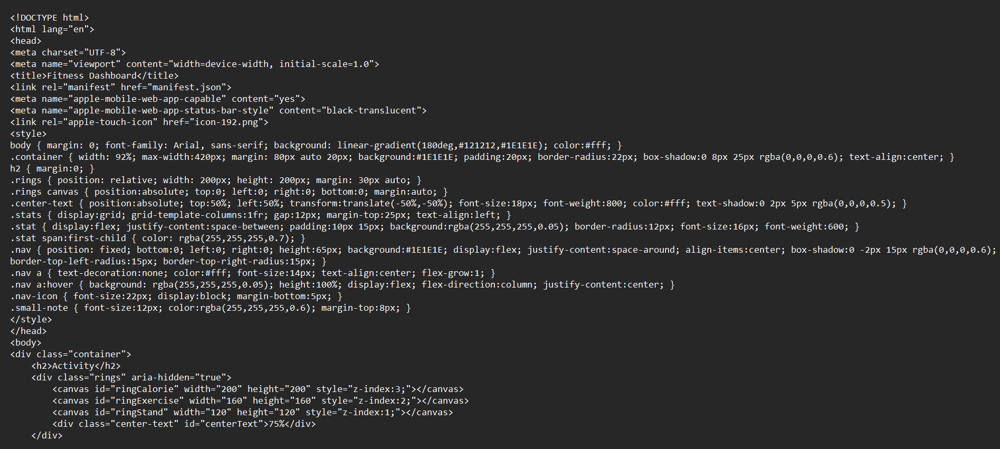 <!DOCTYPE html>
<html lang="en">
<head>
<meta charset="UTF-8">
<meta name="viewport" content="width=device-width, initial-scale=1.0">
<title>Fitness Dashboard</title>
<link rel="manifest" href="manifest.json">
<meta name="apple-mobile-web-app-capable" content="yes">
<meta name="apple-mobile-web-app-status-bar-style" content="black-translucent">
<link rel="apple-touch-icon" href="icon-192.png">
<style>
body { margin: 0; font-family: Arial, sans-serif; background: linear-gradient(180deg,#121212,#1E1E1E); color:#fff; }
.container { width: 92%; max-width:420px; margin: 80px auto 20px; background:#1E1E1E; padding:20px; border-radius:22px; box-shadow:0 8px 25px rgba(0,0,0,0.6); text-align:center; }
h2 { margin:0; }
.rings { position: relative; width: 200px; height: 200px; margin: 30px auto; }
.rings canvas { position:absolute; top:0; left:0; right:0; bottom:0; margin:auto; }
.center-text { position:absolute; top:50%; left:50%; transform:translate(-50%,-50%); font-size:18px; font-weight:800; color:#fff; text-shadow:0 2px 5px rgba(0,0,0,0.5); }
.stats { display:grid; grid-template-columns:1fr; gap:12px; margin-top:25px; text-align:left; }
.stat { display:flex; justify-content:space-between; padding:10px 15px; background:rgba(255,255,255,0.05); border-radius:12px; font-size:16px; font-weight:600; }
.stat span:first-child { color: rgba(255,255,255,0.7); }
.nav { position: fixed; bottom:0; left:0; right:0; height:65px; background:#1E1E1E; display:flex; justify-content:space-around; align-items:center; box-shadow:0 -2px 15px rgba(0,0,0,0.6);
border-top-left-radius:15px; border-top-right-radius:15px; }
.nav a { text-decoration:none; color:#fff; font-size:14px; text-align:center; flex-grow:1; }
.nav a:hover { background: rgba(255,255,255,0.05); height:100%; display:flex; flex-direction:column; justify-content:center; }
.nav-icon { font-size:22px; display:block; margin-bottom:5px; }
.small-note { font-size:12px; color:rgba(255,255,255,0.6); margin-top:8px; }
</style>
</head>
<body>
<div class="container">
    <h2>Activity</h2>
    <div class="rings" aria-hidden="true">
        <canvas id="ringCalorie" width="200" height="200" style="z-index:3;"></canvas>
        <canvas id="ringExercise" width="160" height="160" style="z-index:2;"></canvas>
        <canvas id="ringStand" width="120" height="120" style="z-index:1;"></canvas>
        <div class="center-text" id="centerText">75%</div>
    </div>